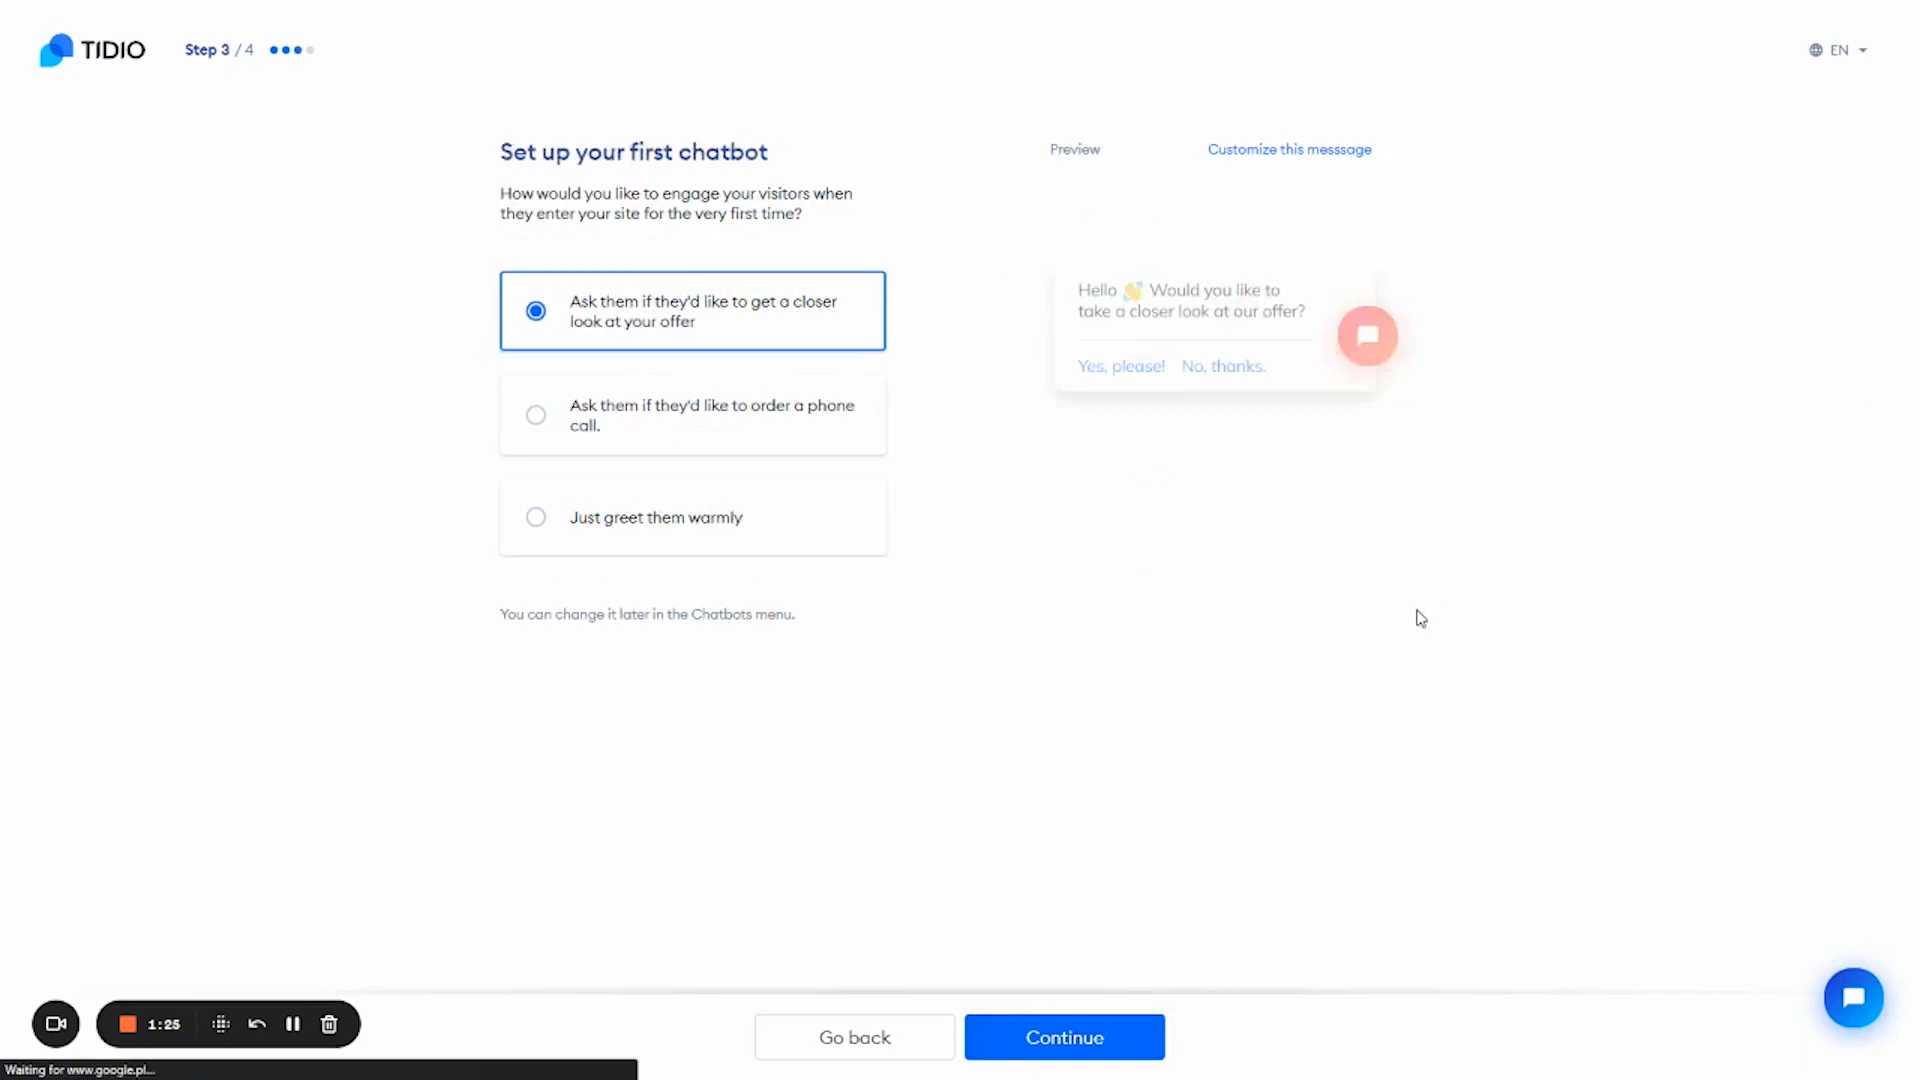 TIDIO
Step 3 / 4
EN
Set up your first chatbot
How would you like to engage your visitors when
they enter your site for the very first time?
Ask them if they'd like to get a closer
look at your offer
Ask them if they'd like to order a phone
call.
Just greet them warmly
You can change it later in the Chatbots menu.
Preview
Customize this messsage
Hello 👋 Would you like to
take a closer look at our offer?
Yes, please! No, thanks.
1:25
Go back
Continue
Waiting for www.google.pl...